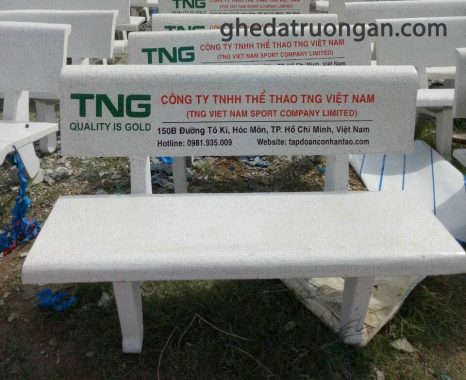 ghedatruongan.com
TNG CÔNG TY TNHH THỂ THAO TNG VIỆT NAM
(TNG VIET NAM SPORT COMPANY LIMITED)
TNG
QUALITY IS GOLD
CÔNG TY TNHH THỂ THAO TNG VIỆT NAM
(TNG VIET NAM SPORT COMPANY LIMITED)
150B Đường Tô Kí, Hóc Môn, TP. Hồ Chí Minh, Việt Nam
Hotline: 0981.935.009 Website: tapdoanconhantao.com